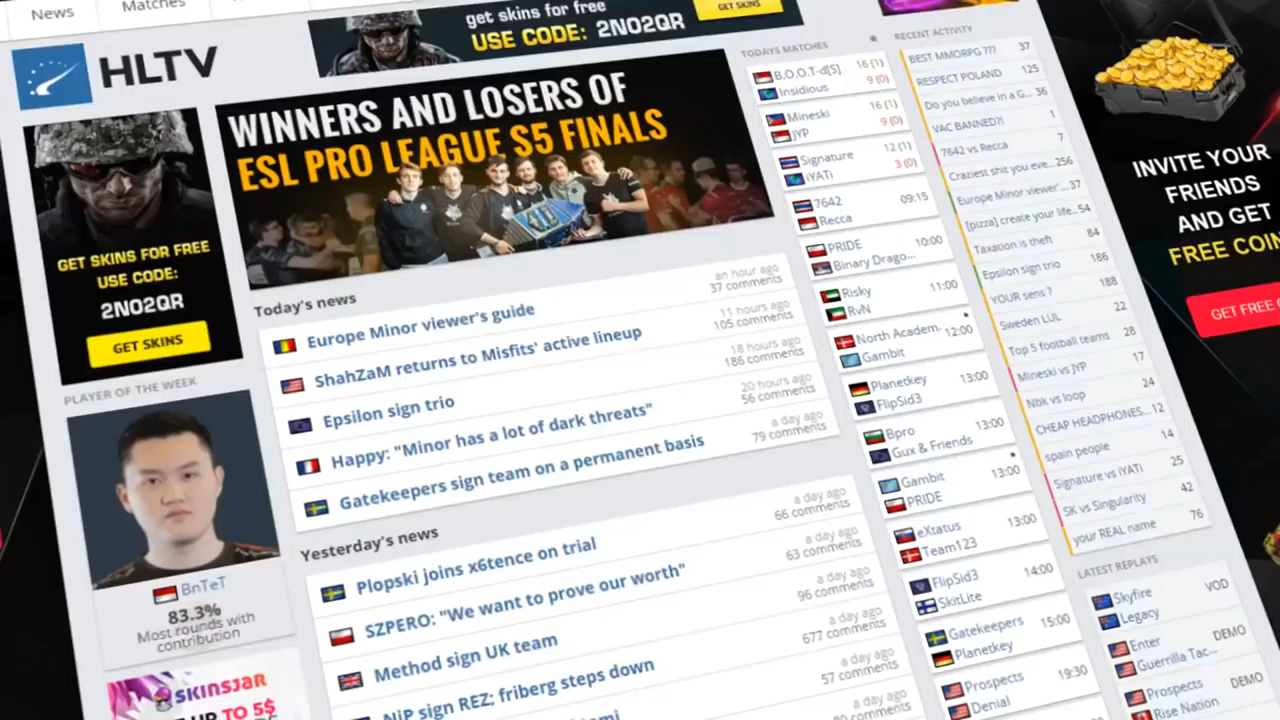 News
Matches
HLTV
get skins for free
USE CODE: 2NO2QR
GET SKINS
GET SKINS FOR FREE
USE CODE:
2NO2QR
GET SKINS
PLAYER OF THE WEEK
BnTeT
83.3%
Most rounds with
contribution
SKINSJAR
TO 5$
WINNERS AND LOSERS OF
ESL PRO LEAGUE S5 FINALS
Today's news
Europe Minor viewer's guide
an hour ago
37 comments
ShahZaM returns to Misfits' active lineup
11 hours ago
105 comments
Epsilon sign trio
18 hours ago
186 comments
Happy: "Minor has a lot of dark threats"
20 hours ago
56 comments
Gatekeepers sign team on a permanent basis
a day ago
79 comments
Yesterday's news
Plopski joins x6tence on trial
a day ago
66 comments
SZPERO: "We want to prove our worth"
a day ago
63 comments
Method sign UK team
a day ago
96 comments
NiP sign REZ; friberg steps down
a day ago
677 comments
a day ago
57 comments
a day ago
TODAYS MATCHES
B.O.O.T-d[S] 16 (1)
Insidious 9 (0)
Mineski 16 (1)
JYP 9 (0)
Signature 12 (1)
iYATi 3 (0)
7642 09:15
Recca
PRIDE 10:00
Binary Drago...
Risky 11:00
RvN
North Academ. 12:00
Gambit
Planetkey 13:00
FlipSid3
Bpro 13:00
Gux & Friends
Gambit 13:00
PRIDE
eXtatus 13:00
Team123
FlipSid3 14:00
SkitLite
Gatekeepers 15:00
Planetkey
Prospects 19:30
Denial
RECENT ACTIVITY
BEST MMORPG ??? 37
RESPECT POLAND 125
Do you believe in a G... 36
VAC BANNED?! 1
7642 vs Recca 7
Craziest shit you eve... 256
Europe Minor viewer'... 37
[pizza] create your life... 54
Taxation is theft 84
Epsilon sign trio 186
YOUR sens ? 188
Sweden LUL 22
Top 5 football teams 28
Mineski vs JYP 17
Nbk vs loop 24
CHEAP HEADPHONES... 12
spain people 14
Signature vs iYATi 25
SK vs Singularity 42
your REAL name 76
LATEST REPLAYS
Skyfire VOD
Legacy
Enter DEMO
Guerrilla Tac...
Prospects DEMO
Rise Nation
INVITE YOUR
FRIENDS
AND GET
FREE COIN
GET FREE